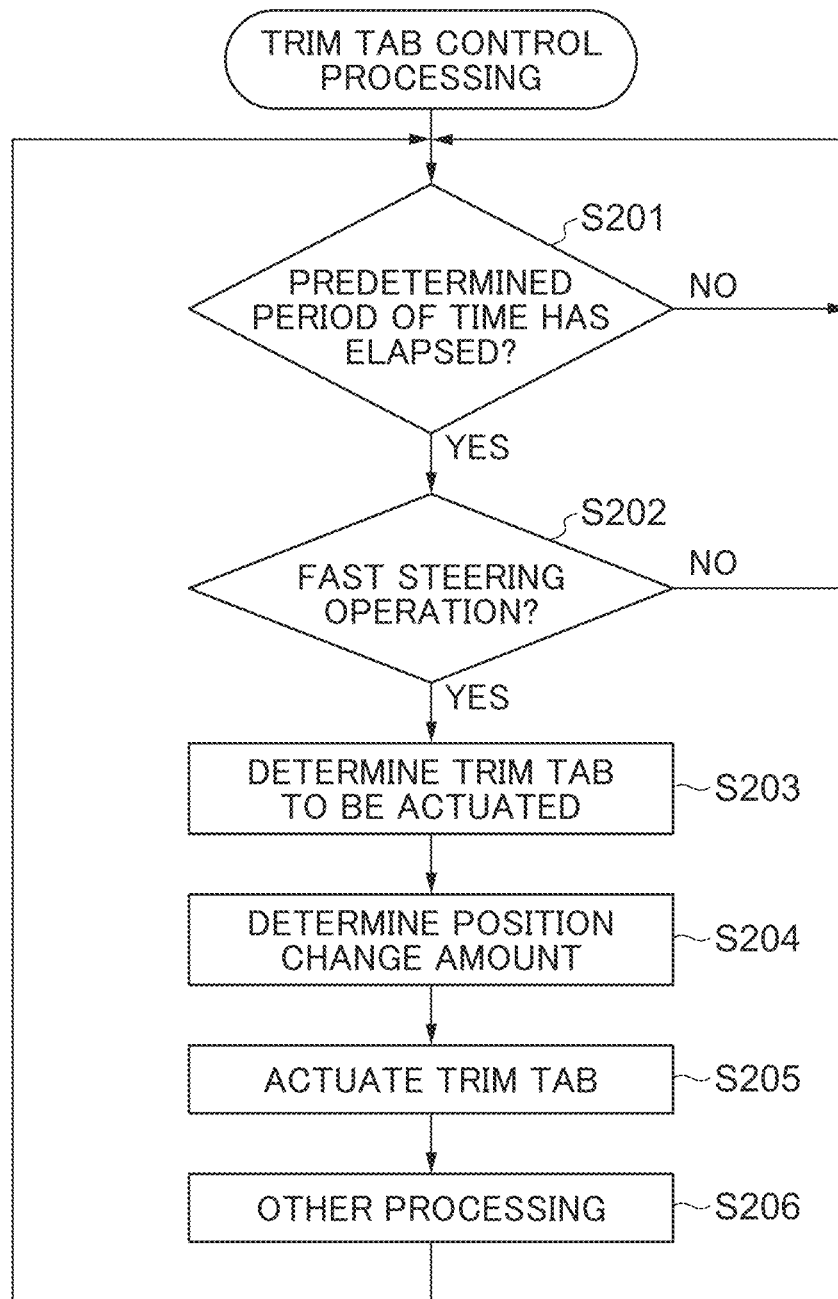 TRIM TAB CONTROL
PROCESSING
S201
PREDETERMINED
PERIOD OF TIME HAS
ELAPSED?
NO
YES
S202
FAST STEERING
OPERATION?
NO
YES
DETERMINE TRIM TAB
TO BE ACTUATED
S203
DETERMINE POSITION
CHANGE AMOUNT
S204
ACTUATE TRIM TAB
S205
OTHER PROCESSING
S206